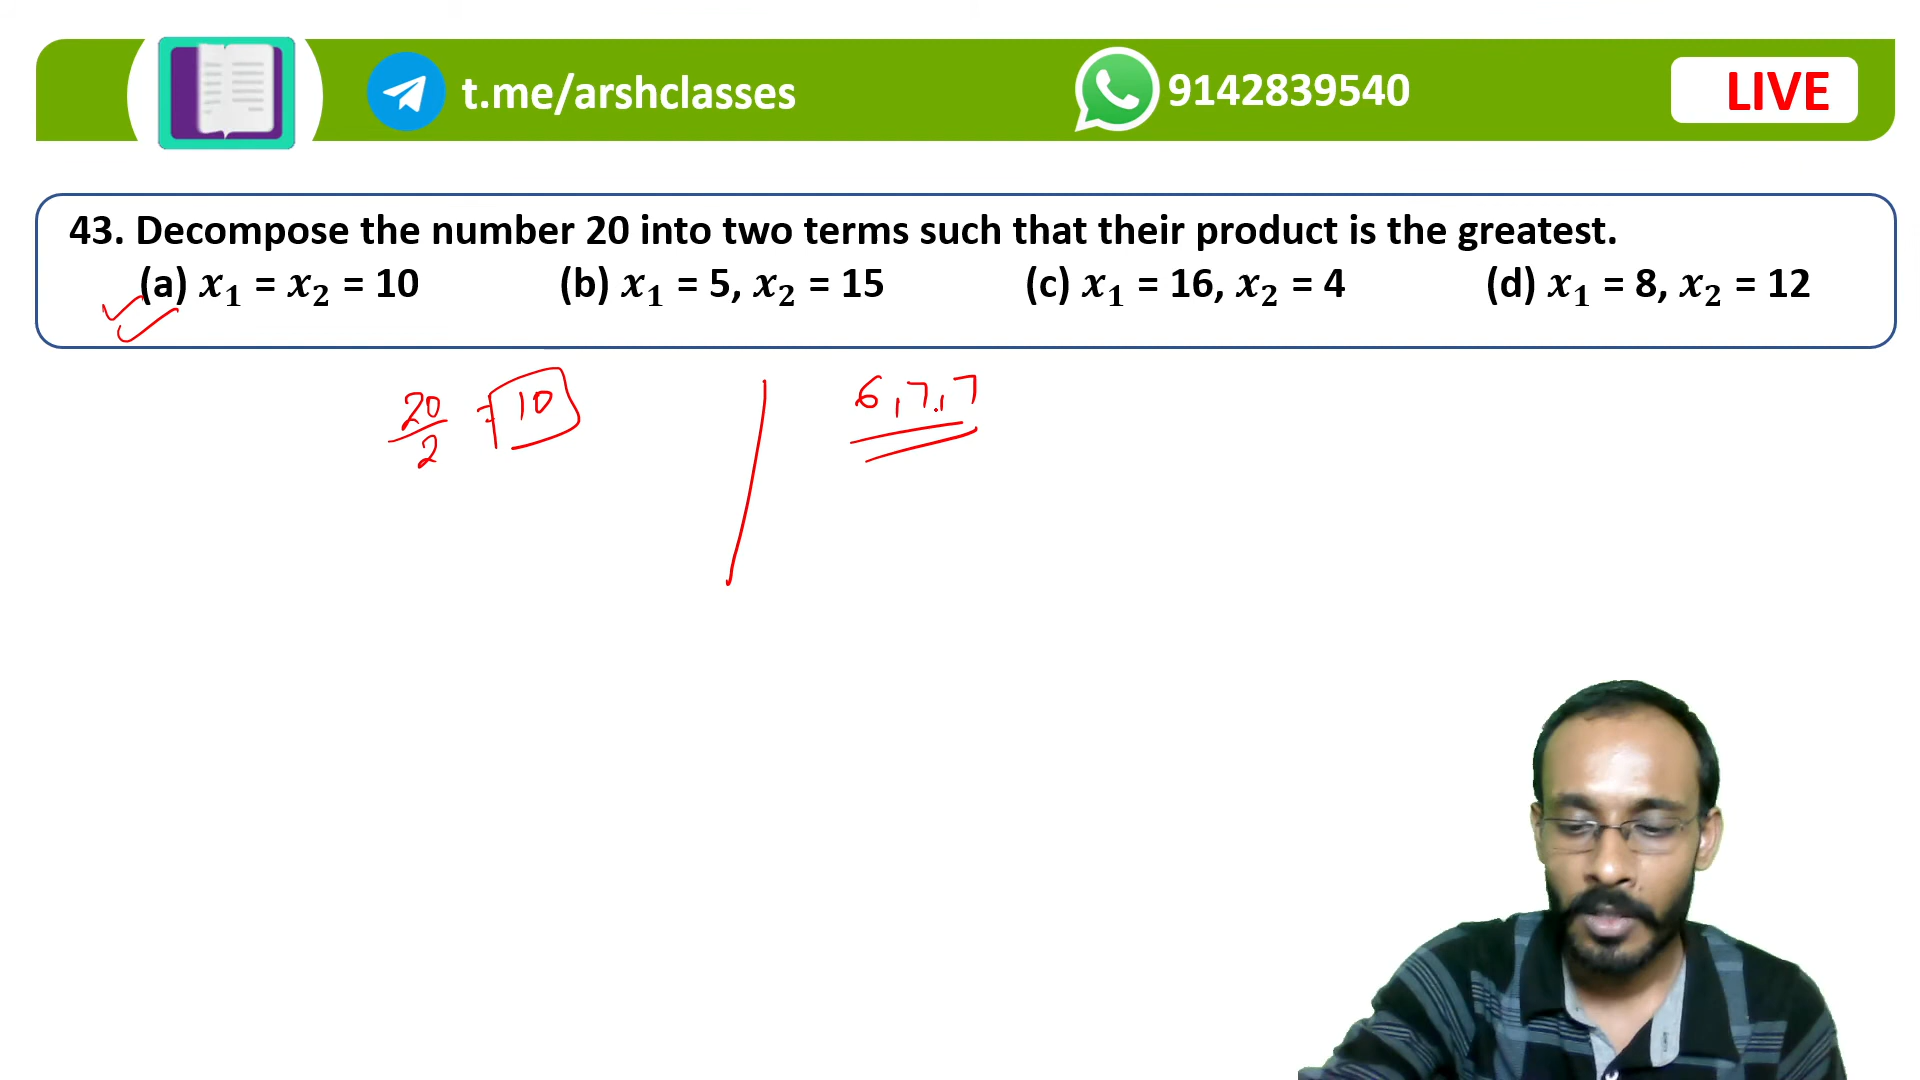 t.me/arshclasses
9142839540
LIVE
43. Decompose the number 20 into two terms such that their product is the greatest.
(a) x₁ = x₂ = 10 (b) x₁ = 5, x₂ = 15 (c) x₁ = 16, x₂ = 4 (d) x₁ = 8, x₂ = 12
20/2 = 10
6,7,7